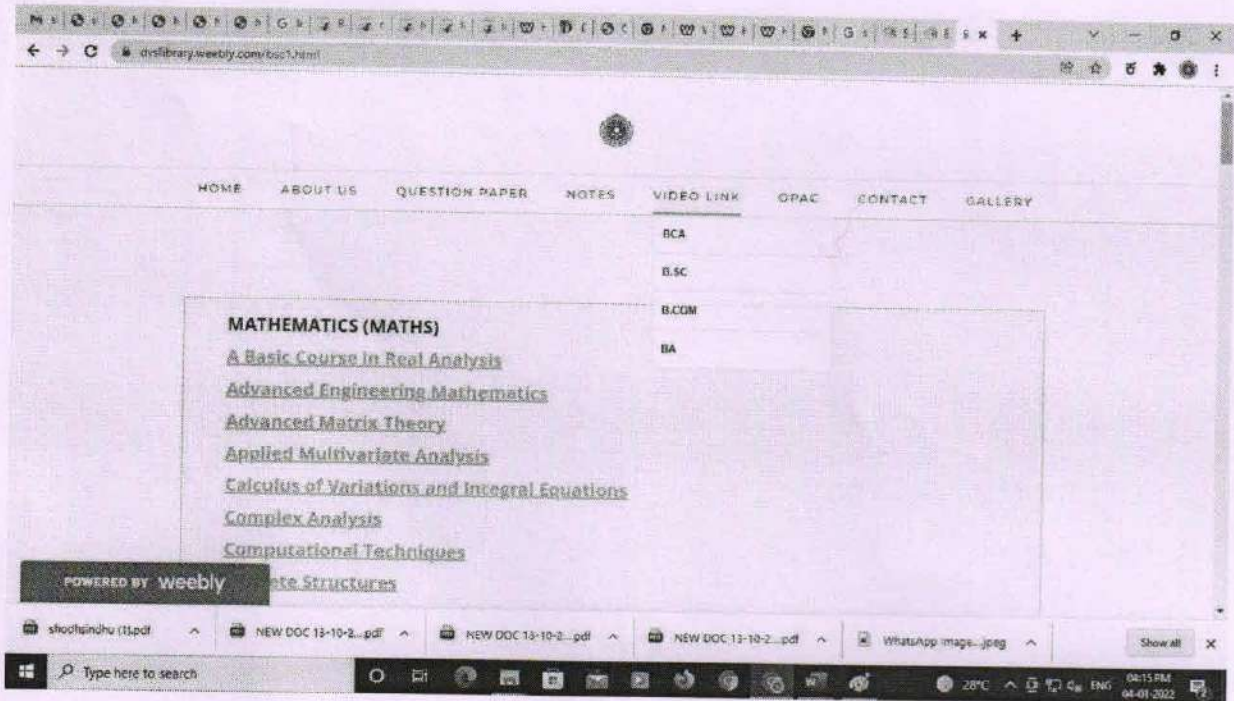 dvslibrary.weebly.com/bsc1.html
HOME ABOUT US QUESTION PAPER NOTES VIDEO LINK OPAC CONTACT GALLERY
BCA
B.SC
B.COM
BA
MATHEMATICS (MATHS)
A Basic Course in Real Analysis
Advanced Engineering Mathematics
Advanced Matrix Theory
Applied Multivariate Analysis
Calculus of Variations and Integral Equations
Complex Analysis
Computational Techniques
ete Structures
POWERED BY weebly
shodhsindhu (1).pdf NEW DOC 13-10-2....pdf NEW DOC 13-10-2....pdf NEW DOC 13-10-2....pdf WhatsApp Image....jpeg Show all
Type here to search 28°C ENG 04:15 PM
04-01-2022